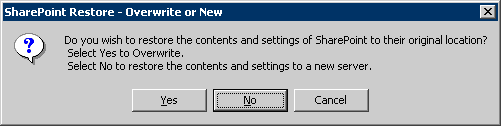 SharePoint Restore - Overwrite or New
Do you wish to restore the contents and settings of SharePoint to their original location?
Select Yes to Overwrite.
Select No to restore the contents and settings to a new server.
Yes
No
Cancel